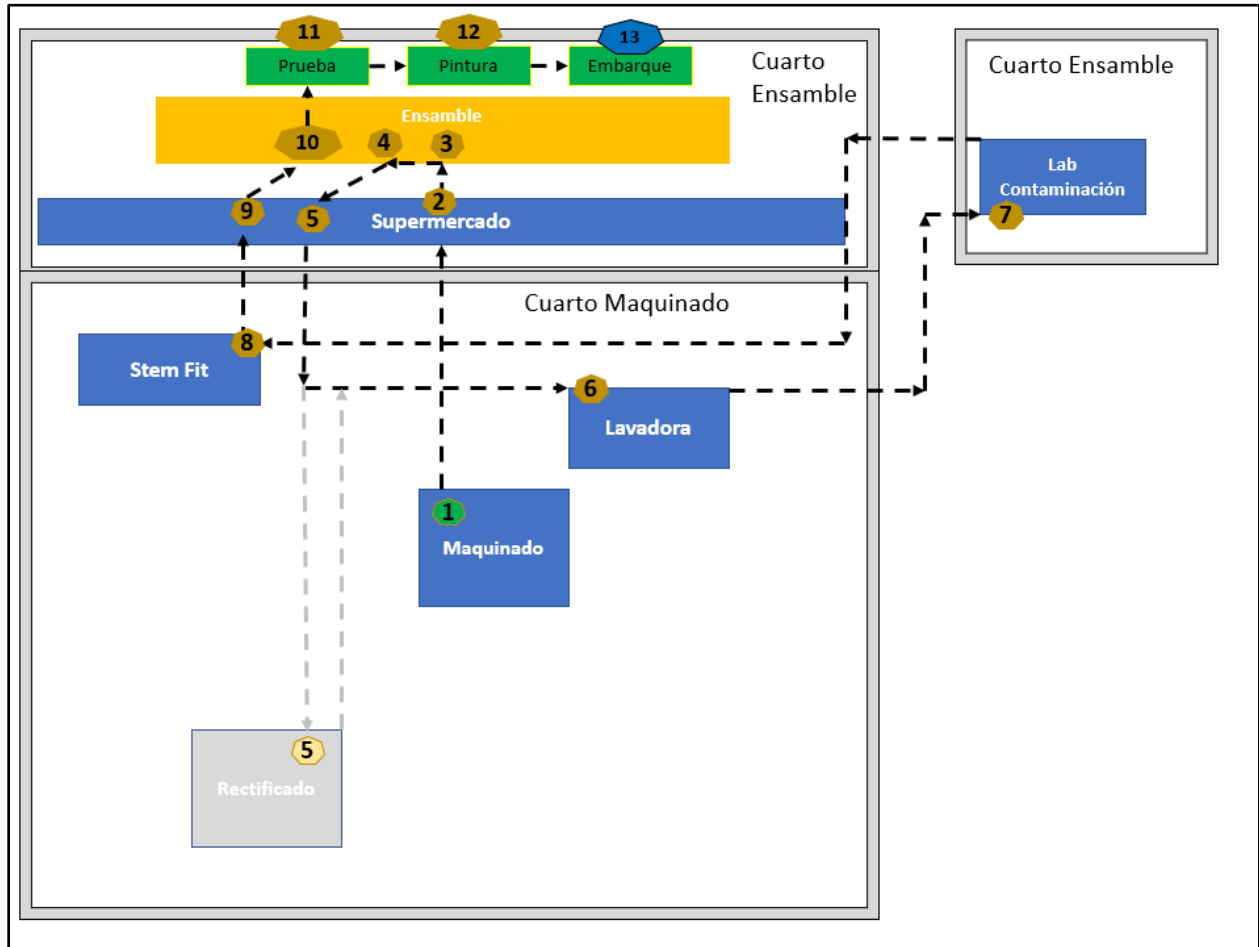 11
12
13
Prueba
Pintura
Embarque
Cuarto
Ensamble
Cuarto Ensamble
Ensamble
10
4
3
Lab
Contaminación
7
9
5
2
Supermercado
Cuarto Maquinado
8
Stem Fit
6
Lavadora
1
Maquinado
5
Rectificado